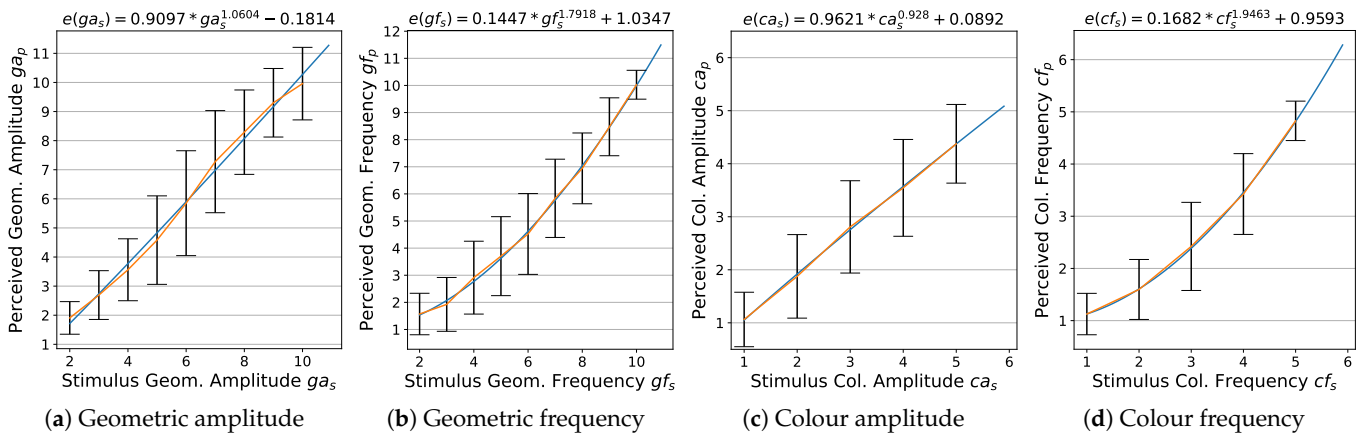 e(ga_s) = 0.9097 * ga_s^1.0604 − 0.1814
Perceived Geom. Amplitude ga_p
11
10
9
8
7
6
5
4
3
2
1
2 4 6 8 10
Stimulus Geom. Amplitude ga_s
(a) Geometric amplitude
e(gf_s) = 0.1447 * gf_s^1.7918 + 1.0347
Perceived Geom. Frequency gf_p
12
11
10
9
8
7
6
5
4
3
2
1
2 4 6 8 10
Stimulus Geom. Frequency gf_s
(b) Geometric frequency
e(ca_s) = 0.9621 * ca_s^0.928 + 0.0892
Perceived Col. Amplitude ca_p
6
5
4
3
2
1
1 2 3 4 5 6
Stimulus Col. Amplitude ca_s
(c) Colour amplitude
e(cf_s) = 0.1682 * cf_s^1.9463 + 0.9593
Perceived Col. Frequency cf_p
6
5
4
3
2
1
1 2 3 4 5 6
Stimulus Col. Frequency cf_s
(d) Colour frequency